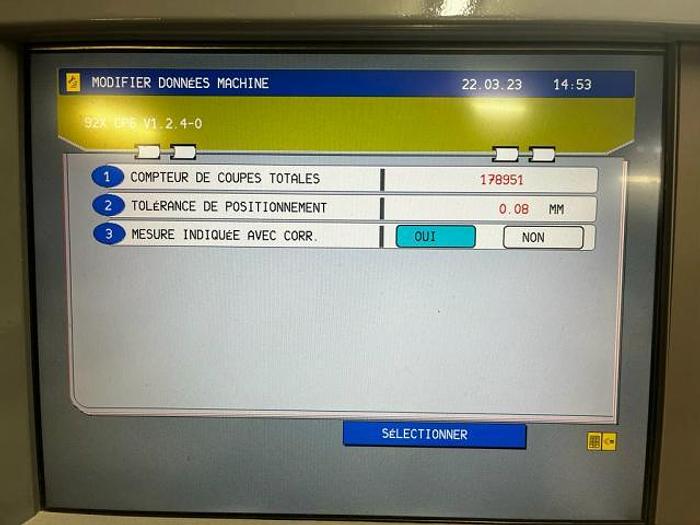 MODIFIER DONNÉES MACHINE 22.03.23 14:53
92X CPG V1.2.4-0
1 COMPTEUR DE COUPES TOTALES 178951
2 TOLÉRANCE DE POSITIONNEMENT 0.08 MM
3 MESURE INDIQUÉE AVEC CORR. OUI NON
SÉLECTIONNER